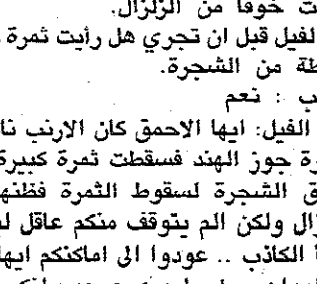 ت خوفا من الزلزال.
الفيل قبل ان تجري هل رأيت ثمرة
طة من الشجرة.
ب : نعم
الفيل: ايها الاحمق كان الارنب نا
رة جوز الهند فسقطت ثمرة كبيرة
ق الشجرة لسقوط الثمرة فظنها
زال ولكن الم يتوقف منكم عاقل
الكاذب .. عودوا الى اماكنكم ايها